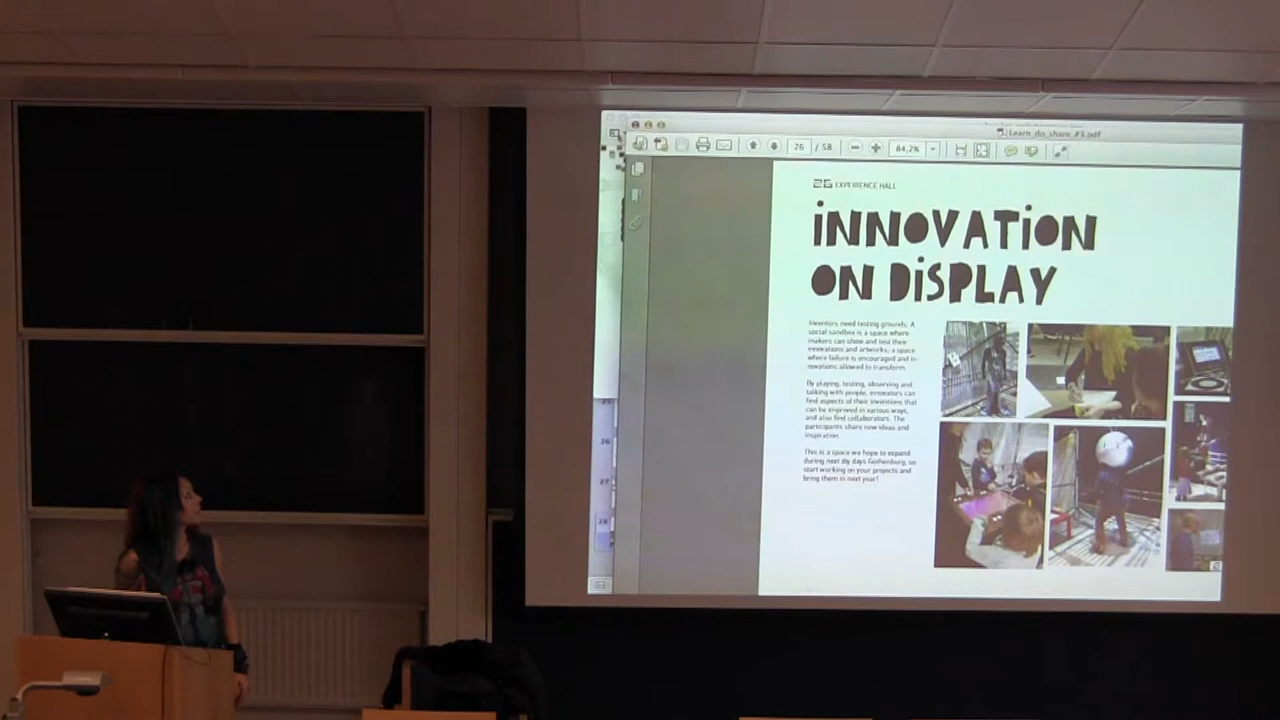 Learn_do_share_#3.pdf
26 / 58
84,2%
26 EXPERIENCE HALL
iNNOVATiON
ON DiSPLAY
Inventors need testing grounds. A
social sandbox is a space where
makers can show and test their
innovations and artworks; a space
where failure is encouraged and in-
novations allowed to transform.
By playing, testing, observing and
talking with people, innovators can
find aspects of their inventions that
can be improved in various ways,
and also find collaborators. The
participants share new ideas and
inspiration.
This is a space we hope to expand
during next diy days Gothenburg, so
start working on your projects and
bring them in next year!
26
27
28